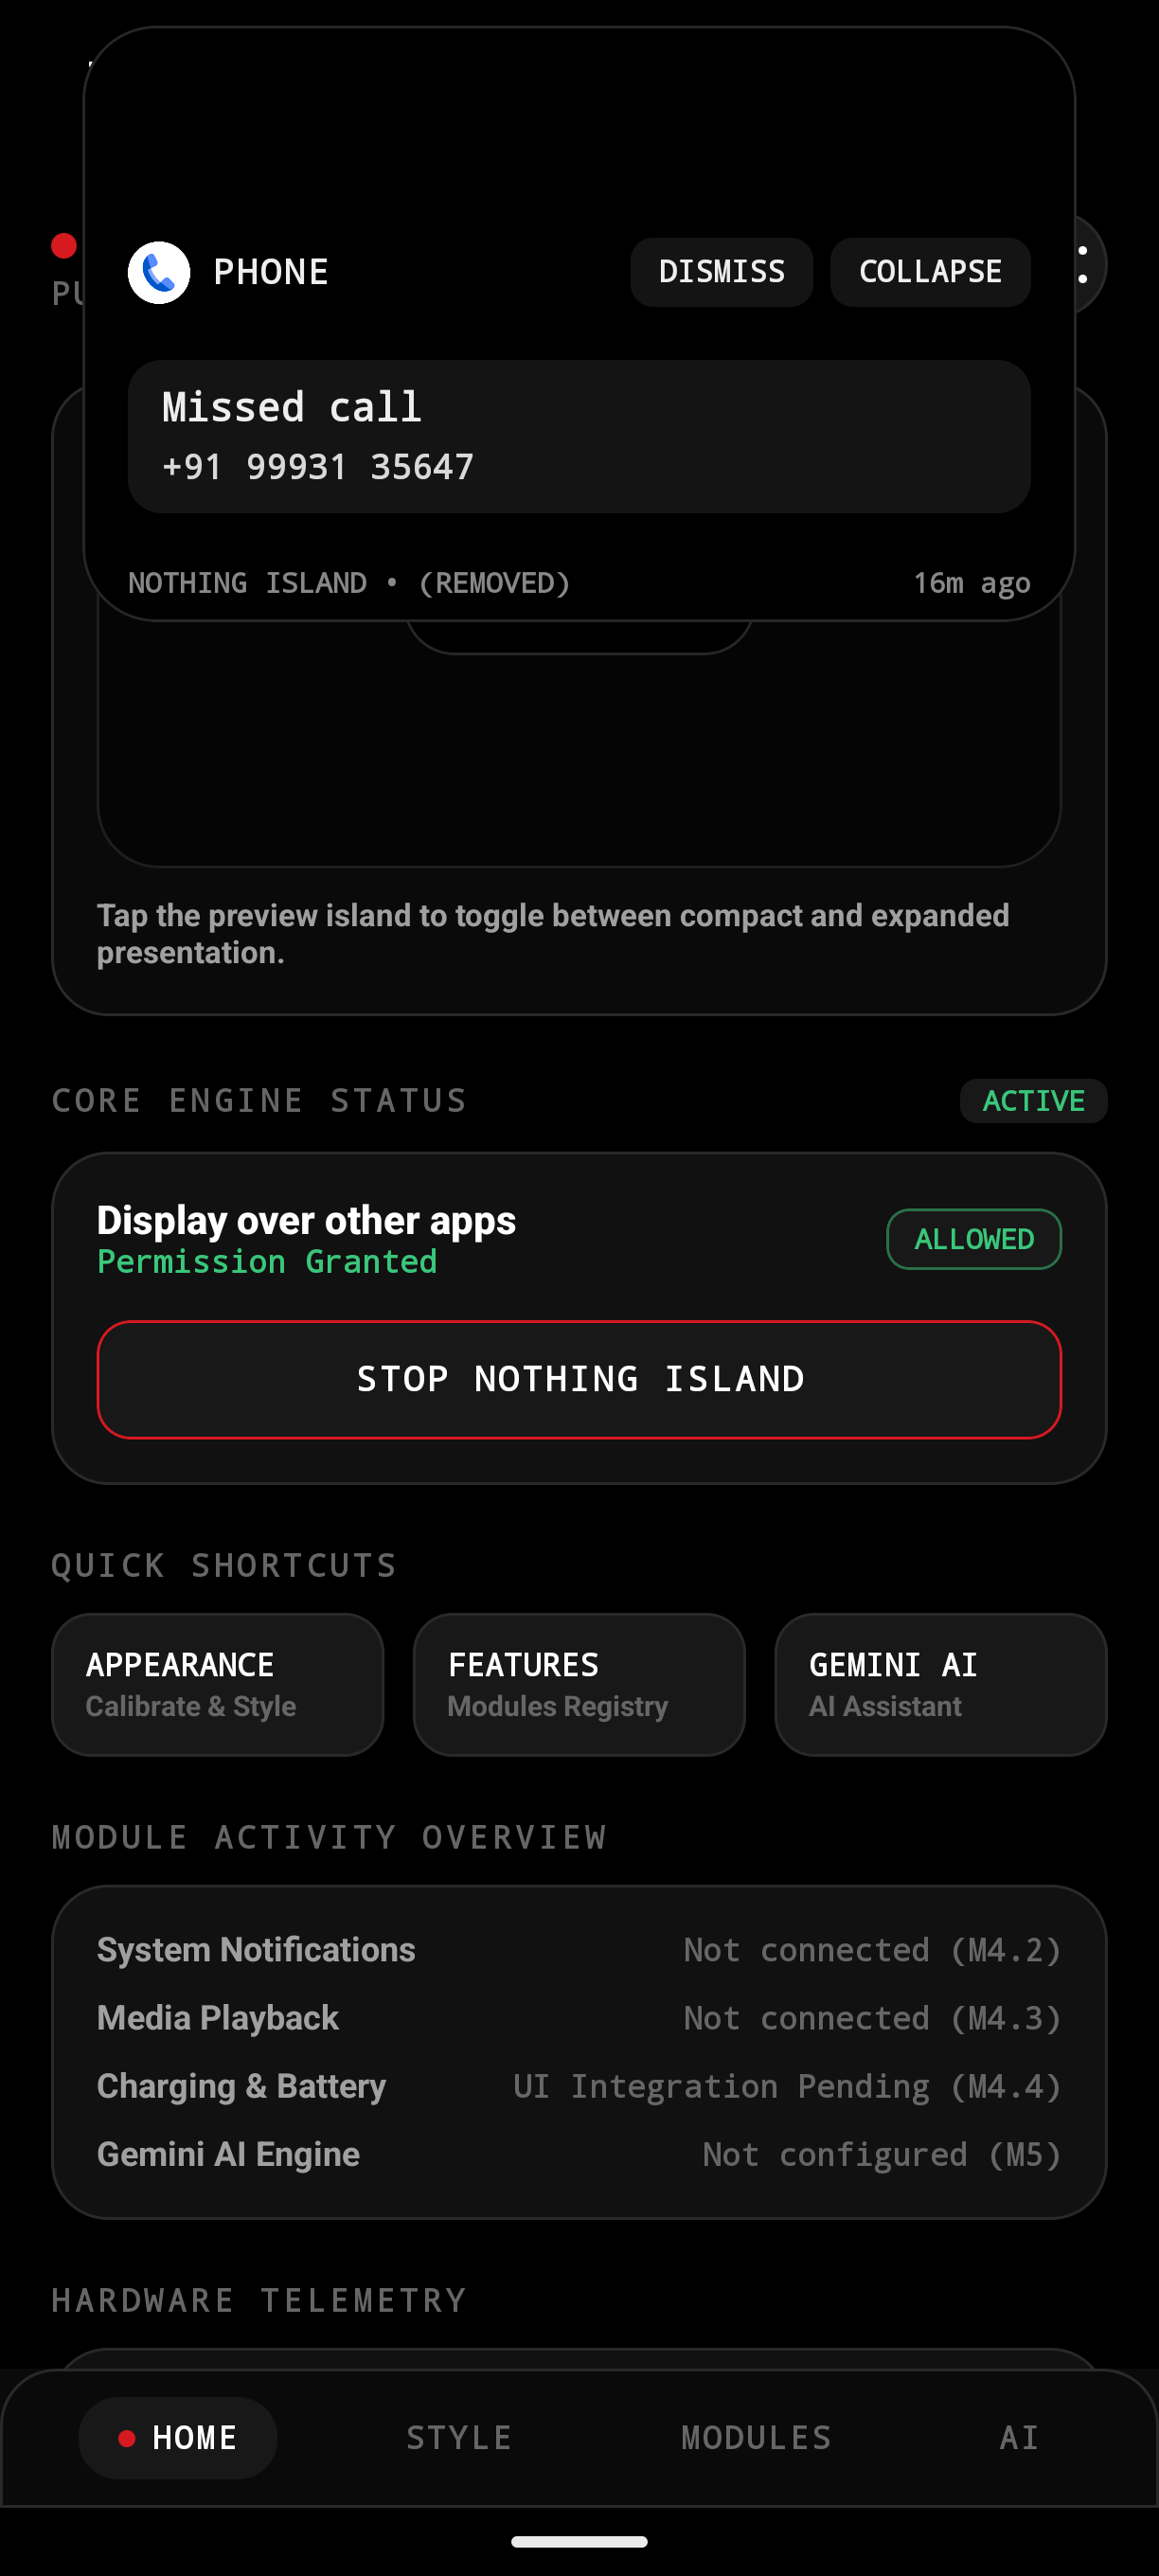 PHONE
DISMISS
COLLAPSE
Missed call
+91 99931 35647
NOTHING ISLAND • (REMOVED)
16m ago
Tap the preview island to toggle between compact and expanded
presentation.
CORE ENGINE STATUS
ACTIVE
Display over other apps
Permission Granted
ALLOWED
STOP NOTHING ISLAND
QUICK SHORTCUTS
APPEARANCE
Calibrate & Style
FEATURES
Modules Registry
GEMINI AI
AI Assistant
MODULE ACTIVITY OVERVIEW
System Notifications
Not connected (M4.2)
Media Playback
Not connected (M4.3)
Charging & Battery
UI Integration Pending (M4.4)
Gemini AI Engine
Not configured (M5)
HARDWARE TELEMETRY
HOME
STYLE
MODULES
AI